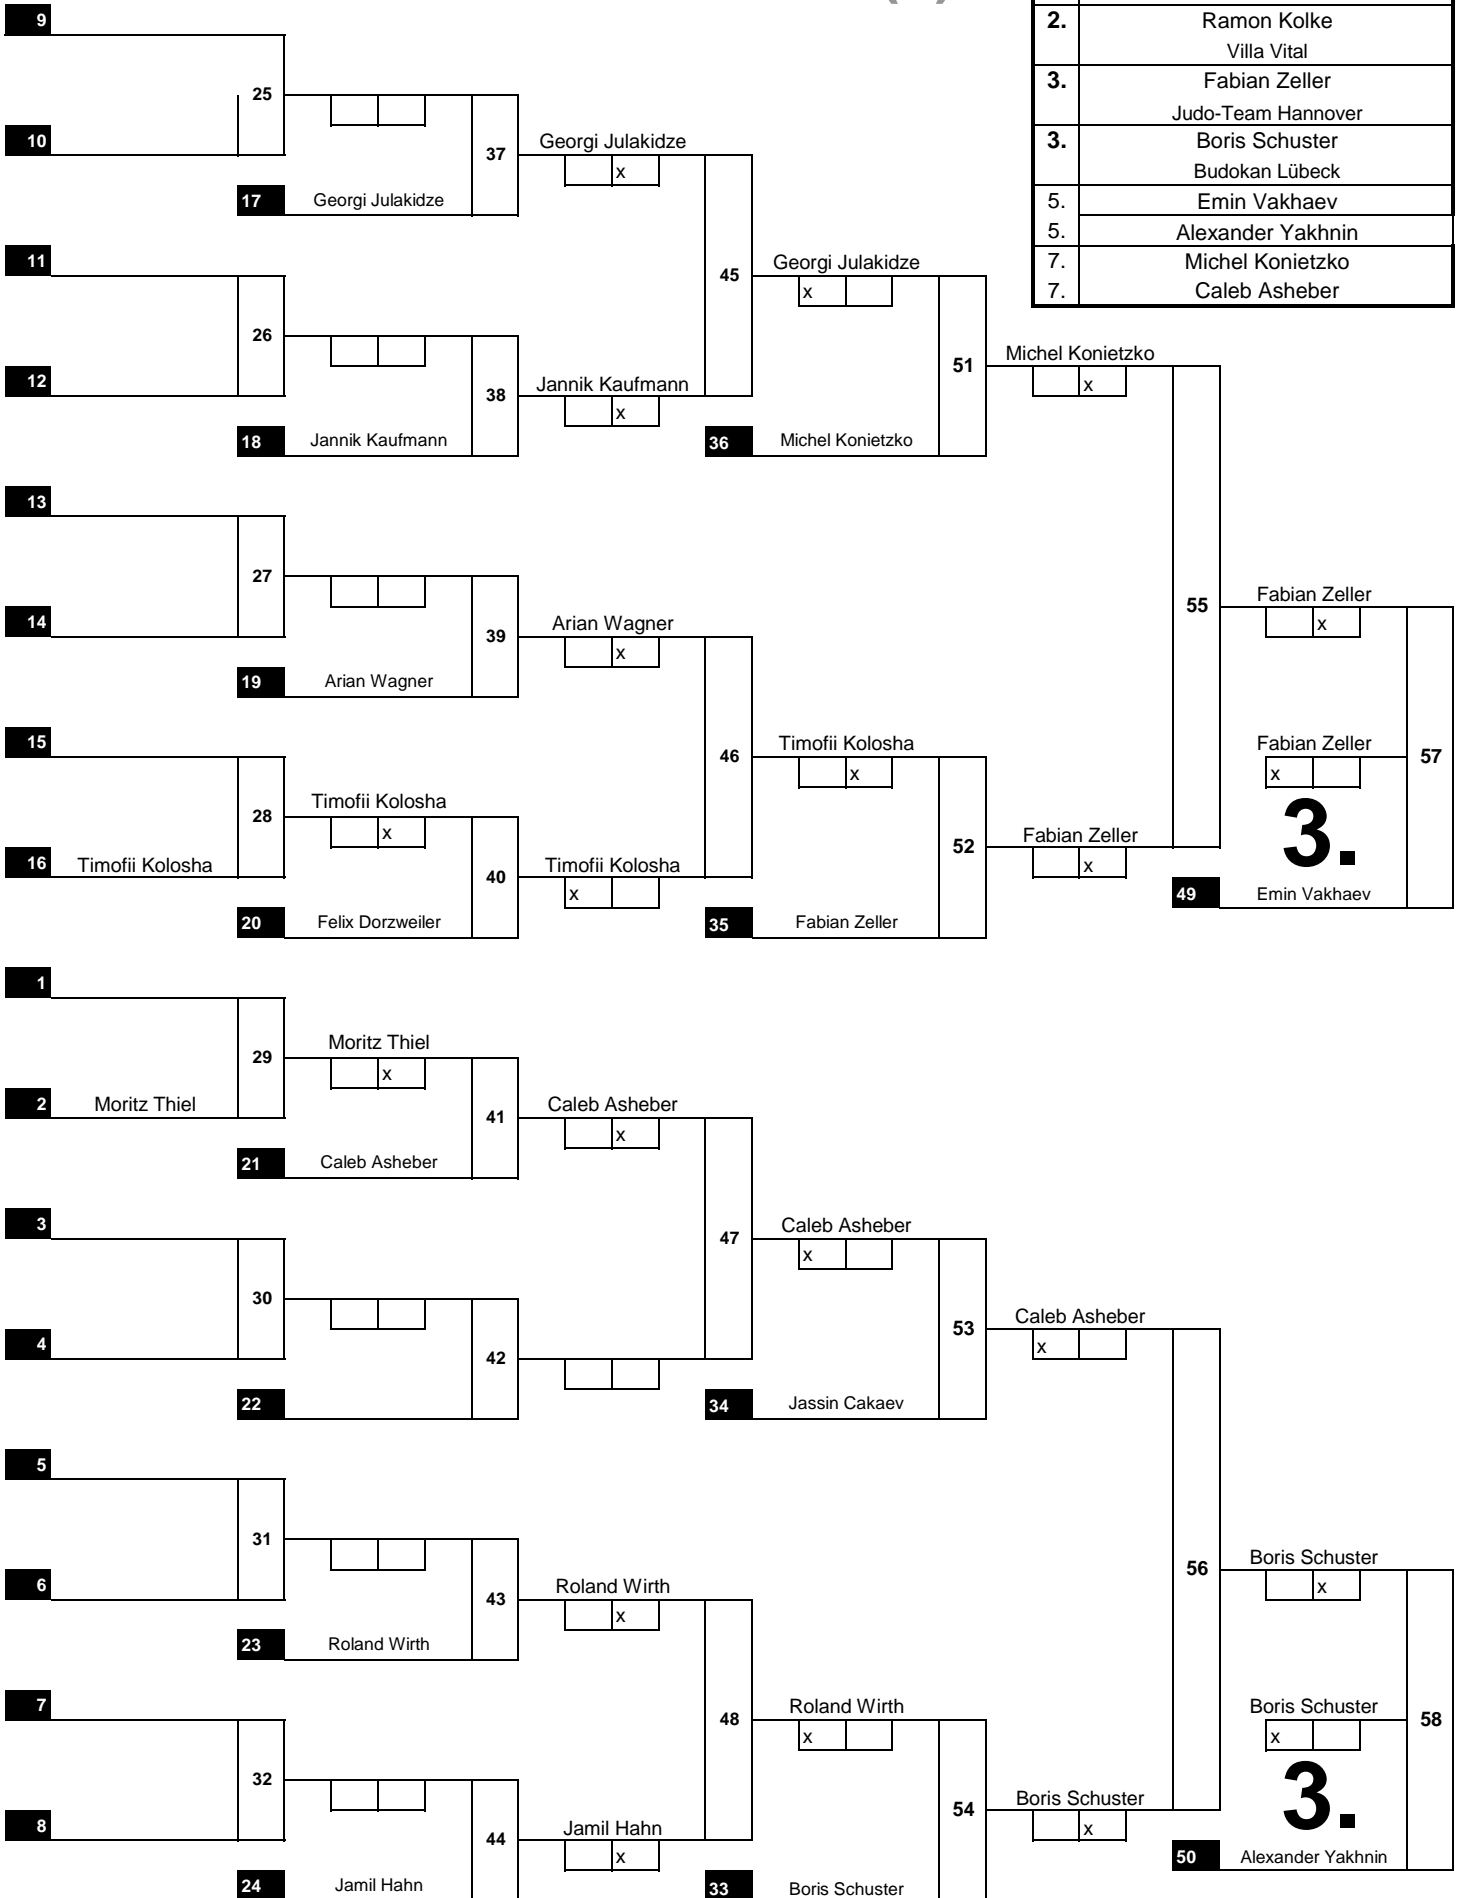 9
2. Ramon Kolke
Villa Vital
3. Fabian Zeller
Judo-Team Hannover
3. Boris Schuster
Budokan Lübeck
5. Emin Vakhaev
5. Alexander Yakhnin
7. Michel Konietzko
7. Caleb Asheber
25
10
37
Georgi Julakidze
x
17 Georgi Julakidze
11
45
Georgi Julakidze
x
26
12
38
Jannik Kaufmann
x
18 Jannik Kaufmann
36 Michel Konietzko
51
Michel Konietzko
x
13
27
14
39
Arian Wagner
x
19 Arian Wagner
55
Fabian Zeller
x
15
46
Timofii Kolosha
x
Fabian Zeller
x
57
3.
28
Timofii Kolosha
x
16 Timofii Kolosha
40
Timofii Kolosha
x
52
Fabian Zeller
x
49 Emin Vakhaev
20 Felix Dorzweiler
35 Fabian Zeller
1
29
Moritz Thiel
x
2 Moritz Thiel
41
Caleb Asheber
x
21 Caleb Asheber
3
47
Caleb Asheber
x
30
4
42
53
Caleb Asheber
x
22
34 Jassin Cakaev
5
31
6
43
Roland Wirth
x
56
Boris Schuster
x
23 Roland Wirth
7
48
Roland Wirth
x
Boris Schuster
x
58
3.
32
8
44
Jamil Hahn
x
54
Boris Schuster
x
50 Alexander Yakhnin
24 Jamil Hahn
33 Boris Schuster